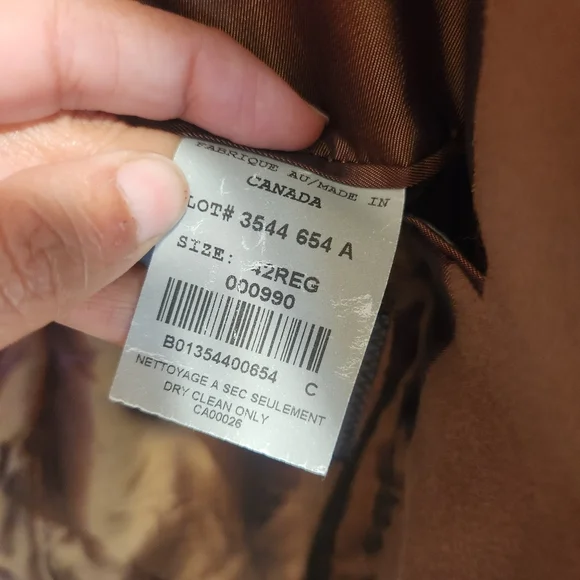 FABRIQUE AU/MADE IN
CANADA
LOT# 3544 654 A
SIZE: 42REG
000990
B01354400654 C
NETTOYAGE A SEC SEULEMENT
DRY CLEAN ONLY
CA00026